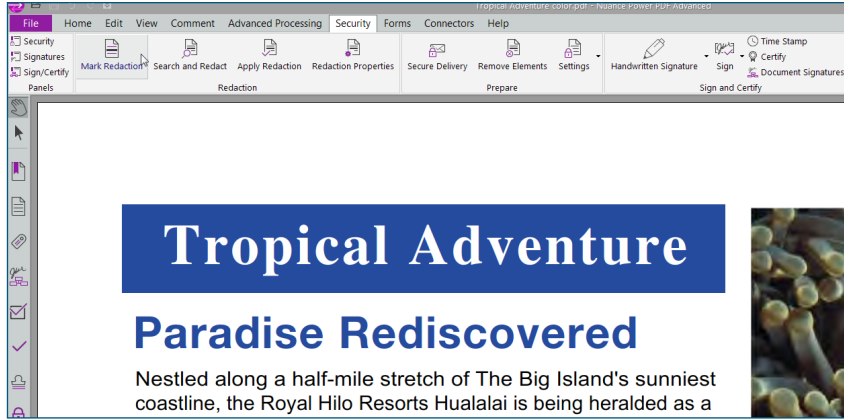 Tropical Adventure color.pdf - Nuance Power PDF Advanced
File Home Edit View Comment Advanced Processing Security Forms Connectors Help
Security
Signatures
Sign/Certify
Panels
Mark Redaction Search and Redact Apply Redaction Redaction Properties
Redaction
Secure Delivery Remove Elements Settings
Prepare
Handwritten Signature Sign
Time Stamp
Certify
Document Signatures
Sign and Certify
Tropical Adventure
Paradise Rediscovered
Nestled along a half-mile stretch of The Big Island's sunniest
coastline, the Royal Hilo Resorts Hualalai is being heralded as a